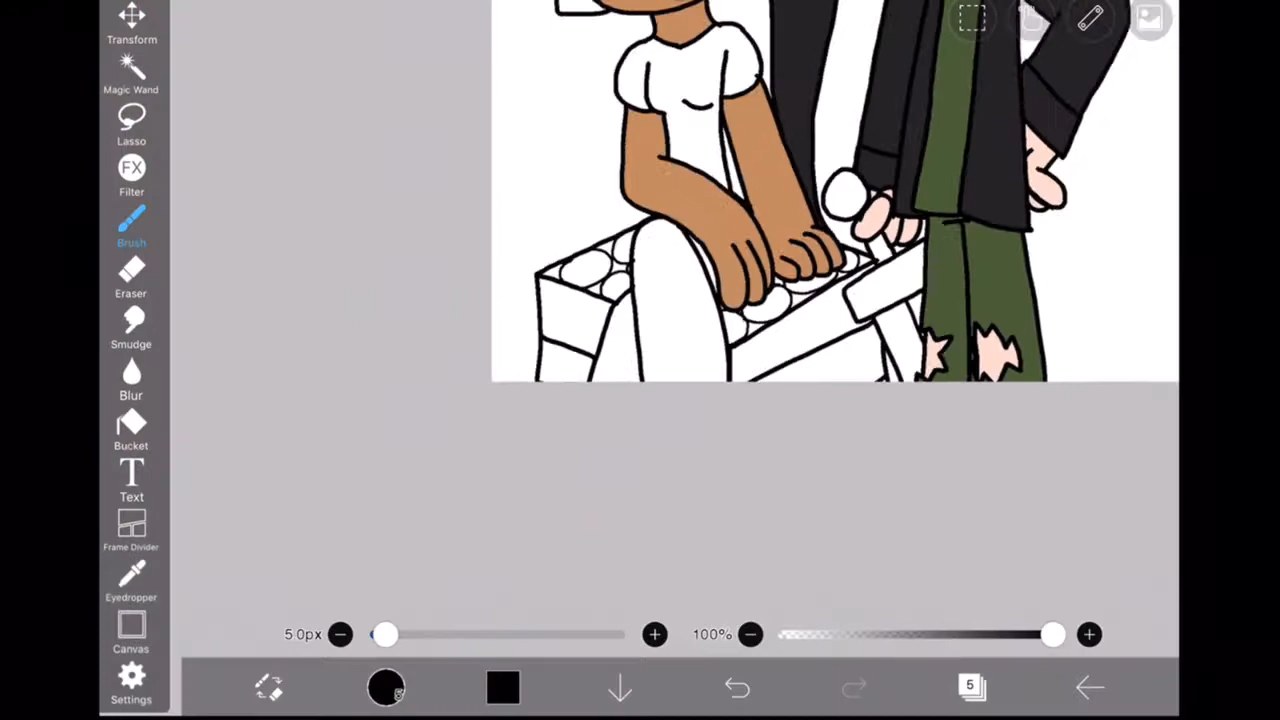 Transform
Magic Wand
Lasso
FX
Filter
Brush
Eraser
Smudge
Blur
Bucket
T
Text
Frame Divider
Eyedropper
Canvas
Settings
5.0px
100%
5
5